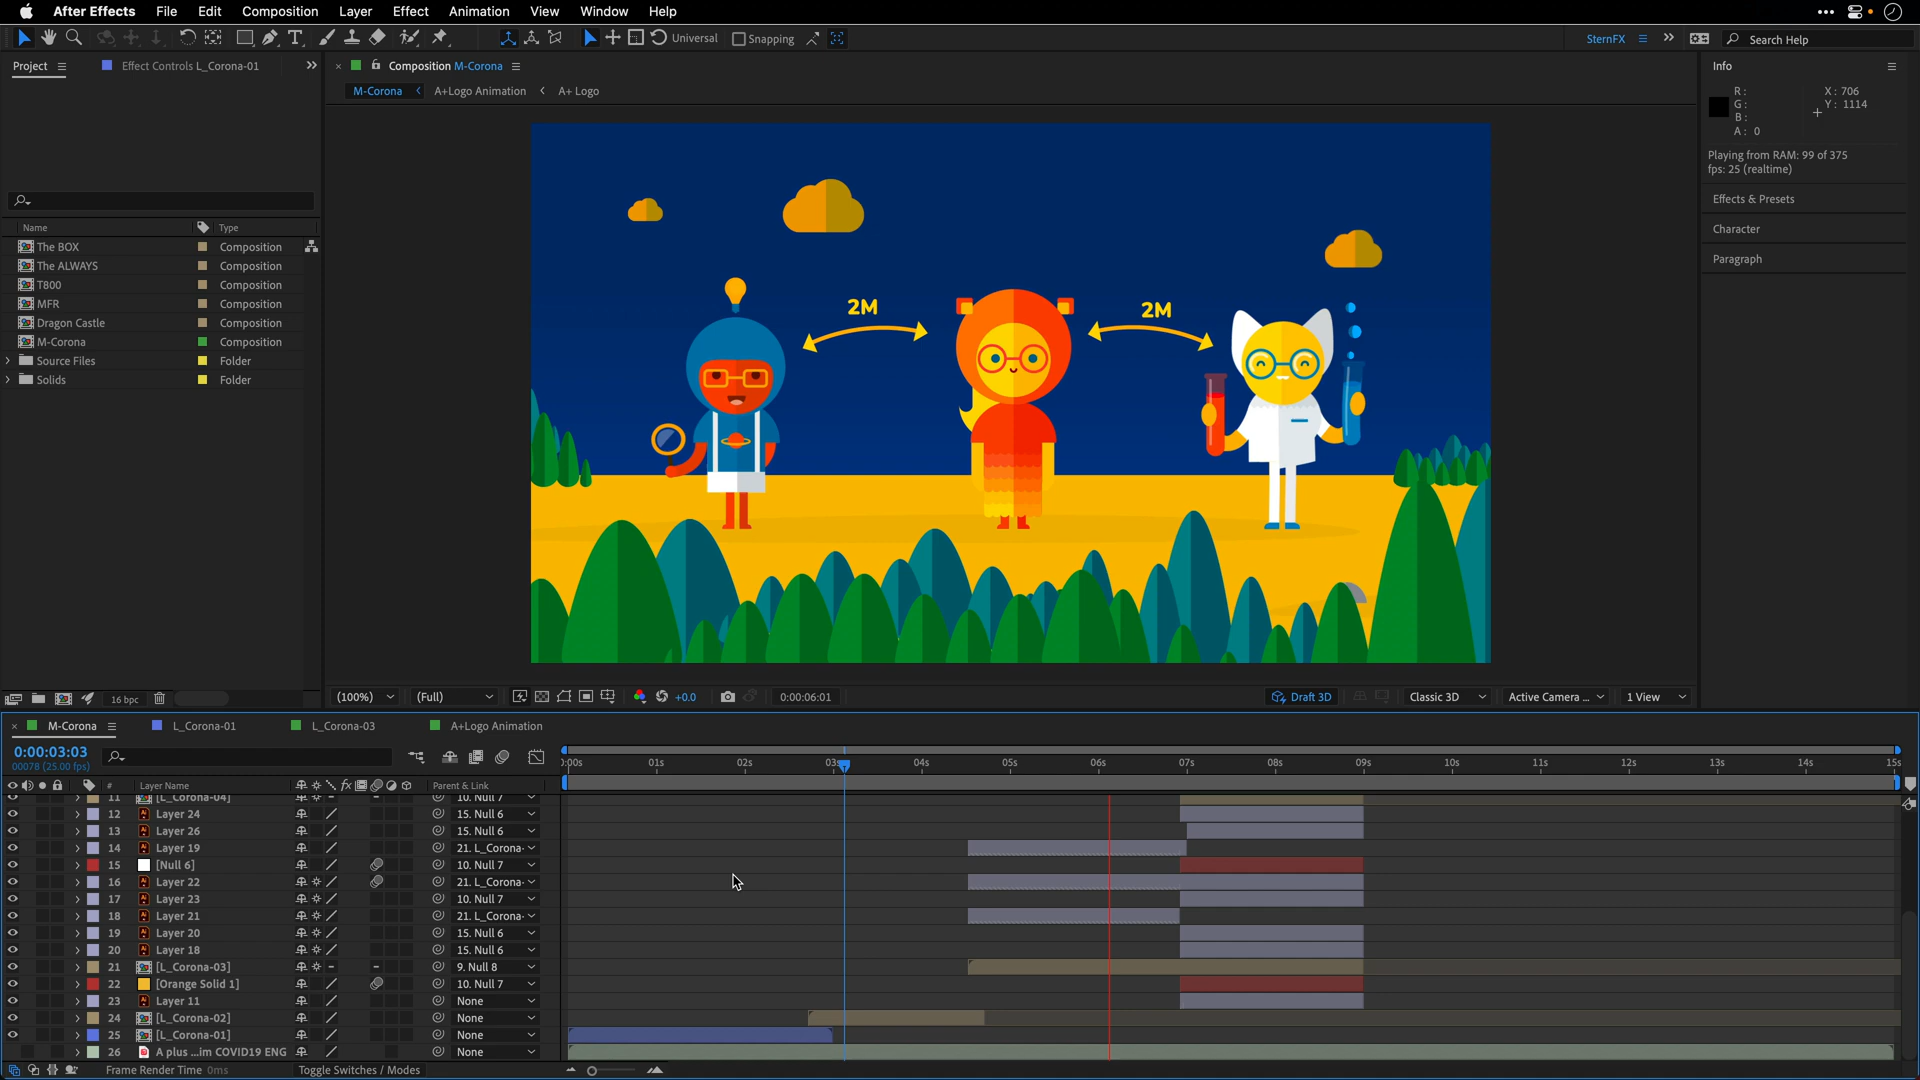 After Effects File Edit Composition Layer Effect Animation View Window Help
Universal Snapping SternFX Search Help
Project Effect Controls L_Corona-01
Composition M-Corona
M-Corona A+Logo Animation A+ Logo
Info
R:
G:
B:
A: 0
X: 706
Y: 1114
Playing from RAM: 99 of 375
fps: 25 (realtime)
Effects & Presets
Character
Paragraph
Name Type
The BOX Composition
The ALWAYS Composition
T800 Composition
MFR Composition
Dragon Castle Composition
M-Corona Composition
Source Files Folder
Solids Folder
16 bpc
2M
2M
(100%) (Full) +0.0 0:00:06:01 Draft 3D Classic 3D Active Camera ... 1 View
M-Corona L_Corona-01 L_Corona-03 A+Logo Animation
0:00:03:03
00078 (25.00 fps)
:00s 01s 02s 03s 04s 05s 06s 07s 08s 09s 10s 11s 12s 13s 14s 15s
# Layer Name fx Parent & Link
11 [L_Corona-04] 10. Null 7
12 Layer 24 15. Null 6
13 Layer 26 15. Null 6
14 Layer 19 21. L_Corona-
15 [Null 6] 10. Null 7
16 Layer 22 21. L_Corona-
17 Layer 23 10. Null 7
18 Layer 21 21. L_Corona-
19 Layer 20 15. Null 6
20 Layer 18 15. Null 6
21 [L_Corona-03] 9. Null 8
22 [Orange Solid 1] 10. Null 7
23 Layer 11 None
24 [L_Corona-02] None
25 [L_Corona-01] None
26 A plus ...im COVID19 ENG None
Frame Render Time 0ms Toggle Switches / Modes